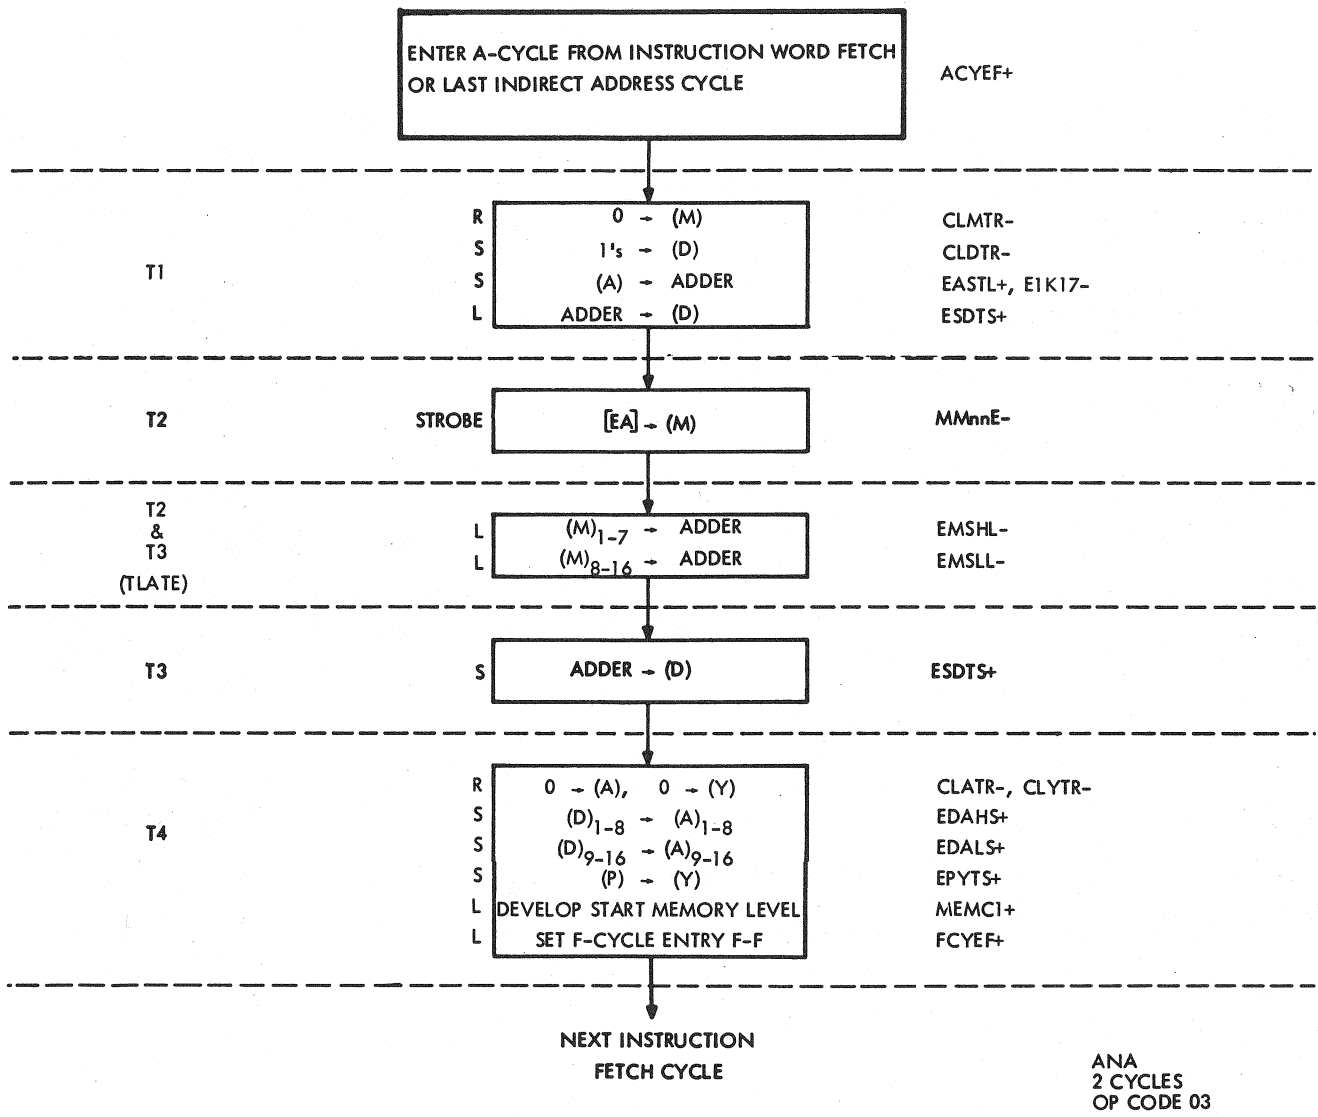 ENTER A-CYCLE FROM INSTRUCTION WORD FETCH
OR LAST INDIRECT ADDRESS CYCLE
ACYEF+
T1
R 0 → (M) CLMTR-
S 1's → (D) CLDTR-
S (A) → ADDER EASTL+, E1K17-
L ADDER → (D) ESDTS+
T2 STROBE [EA] → (M) MMnnE-
T2
&
T3
(TLATE)
L (M)1-7 → ADDER EMSHL-
L (M)8-16 → ADDER EMSLL-
T3 S ADDER → (D) ESDTS+
T4
R 0 → (A), 0 → (Y) CLATR-, CLYTR-
S (D)1-8 → (A)1-8 EDAHS+
S (D)9-16 → (A)9-16 EDALS+
S (P) → (Y) EPYTS+
L DEVELOP START MEMORY LEVEL MEMC1+
L SET F-CYCLE ENTRY F-F FCYEF+
NEXT INSTRUCTION
FETCH CYCLE
ANA
2 CYCLES
OP CODE 03